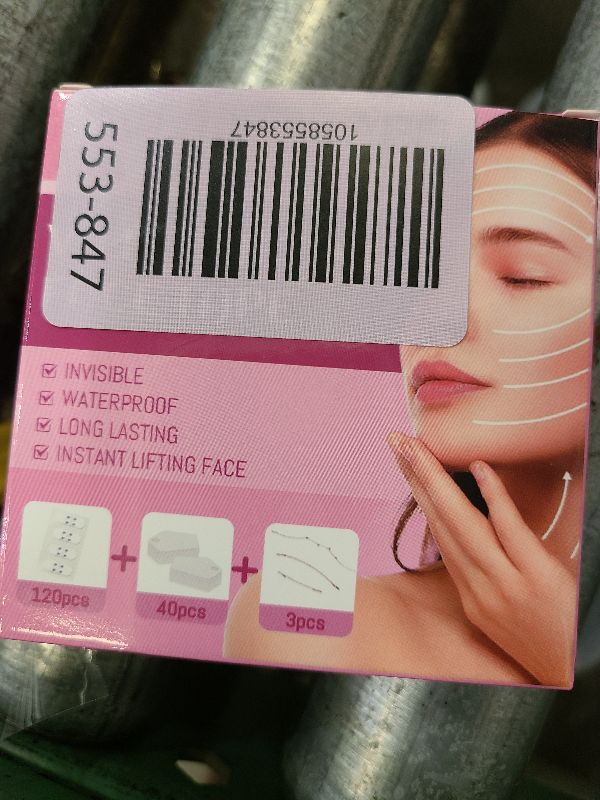 1058553847
553-847
INVISIBLE
WATERPROOF
LONG LASTING
INSTANT LIFTING FACE
120pcs
+
40pcs
+
3pcs